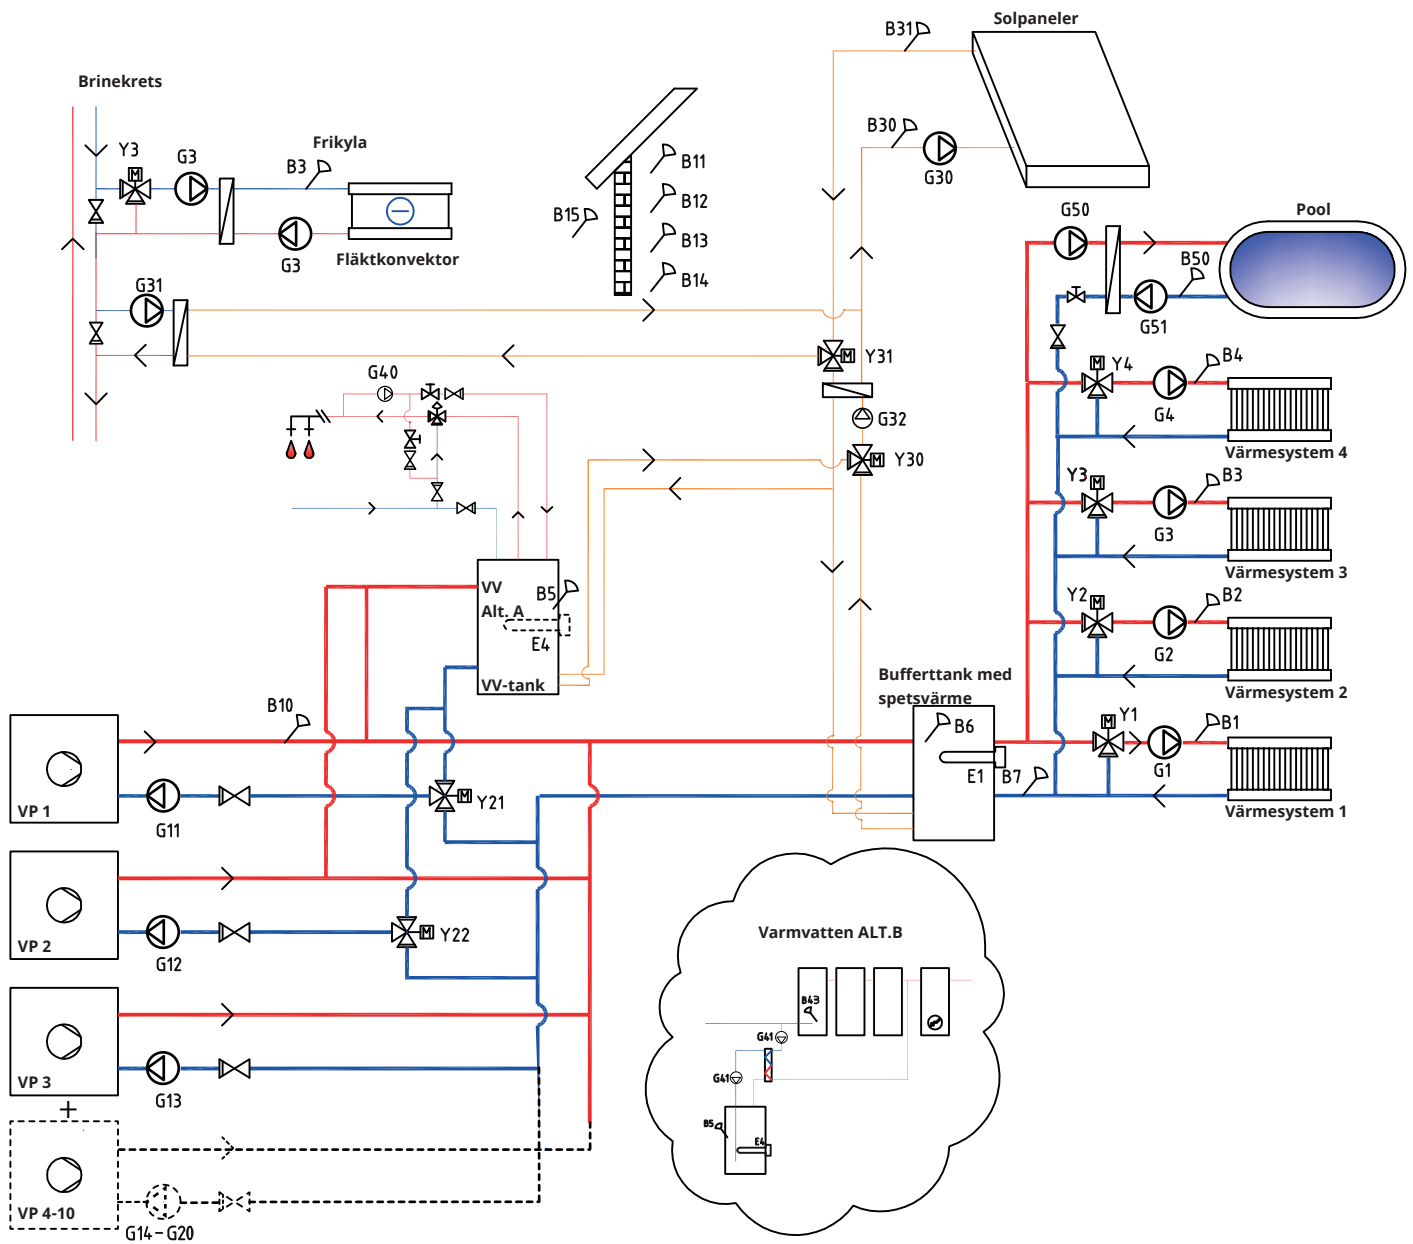 Solpaneler
B31
Brinekrets
B30
G30
Y3
G3
Frikyla
B3
B11
B12
B15
B13
B14
G3
Fläktkonvektor
G50
Pool
B50
G51
G31
Y31
Y4
B4
G4
G40
G32
Värmesystem 4
Y30
Y3
B3
G3
Värmesystem 3
VV
B5
Alt. A
E4
VV-tank
Y2
B2
G2
Värmesystem 2
Bufferttank med
spetsvärme
B10
B6
E1
B7
Y1
B1
G1
Värmesystem 1
VP 1
G11
Y21
VP 2
G12
Y22
Varmvatten ALT.B
B43
G41
G41
B5
E4
VP 3
G13
+
VP 4-10
G14-G20
M
M
M
M
M
M
M
M
M